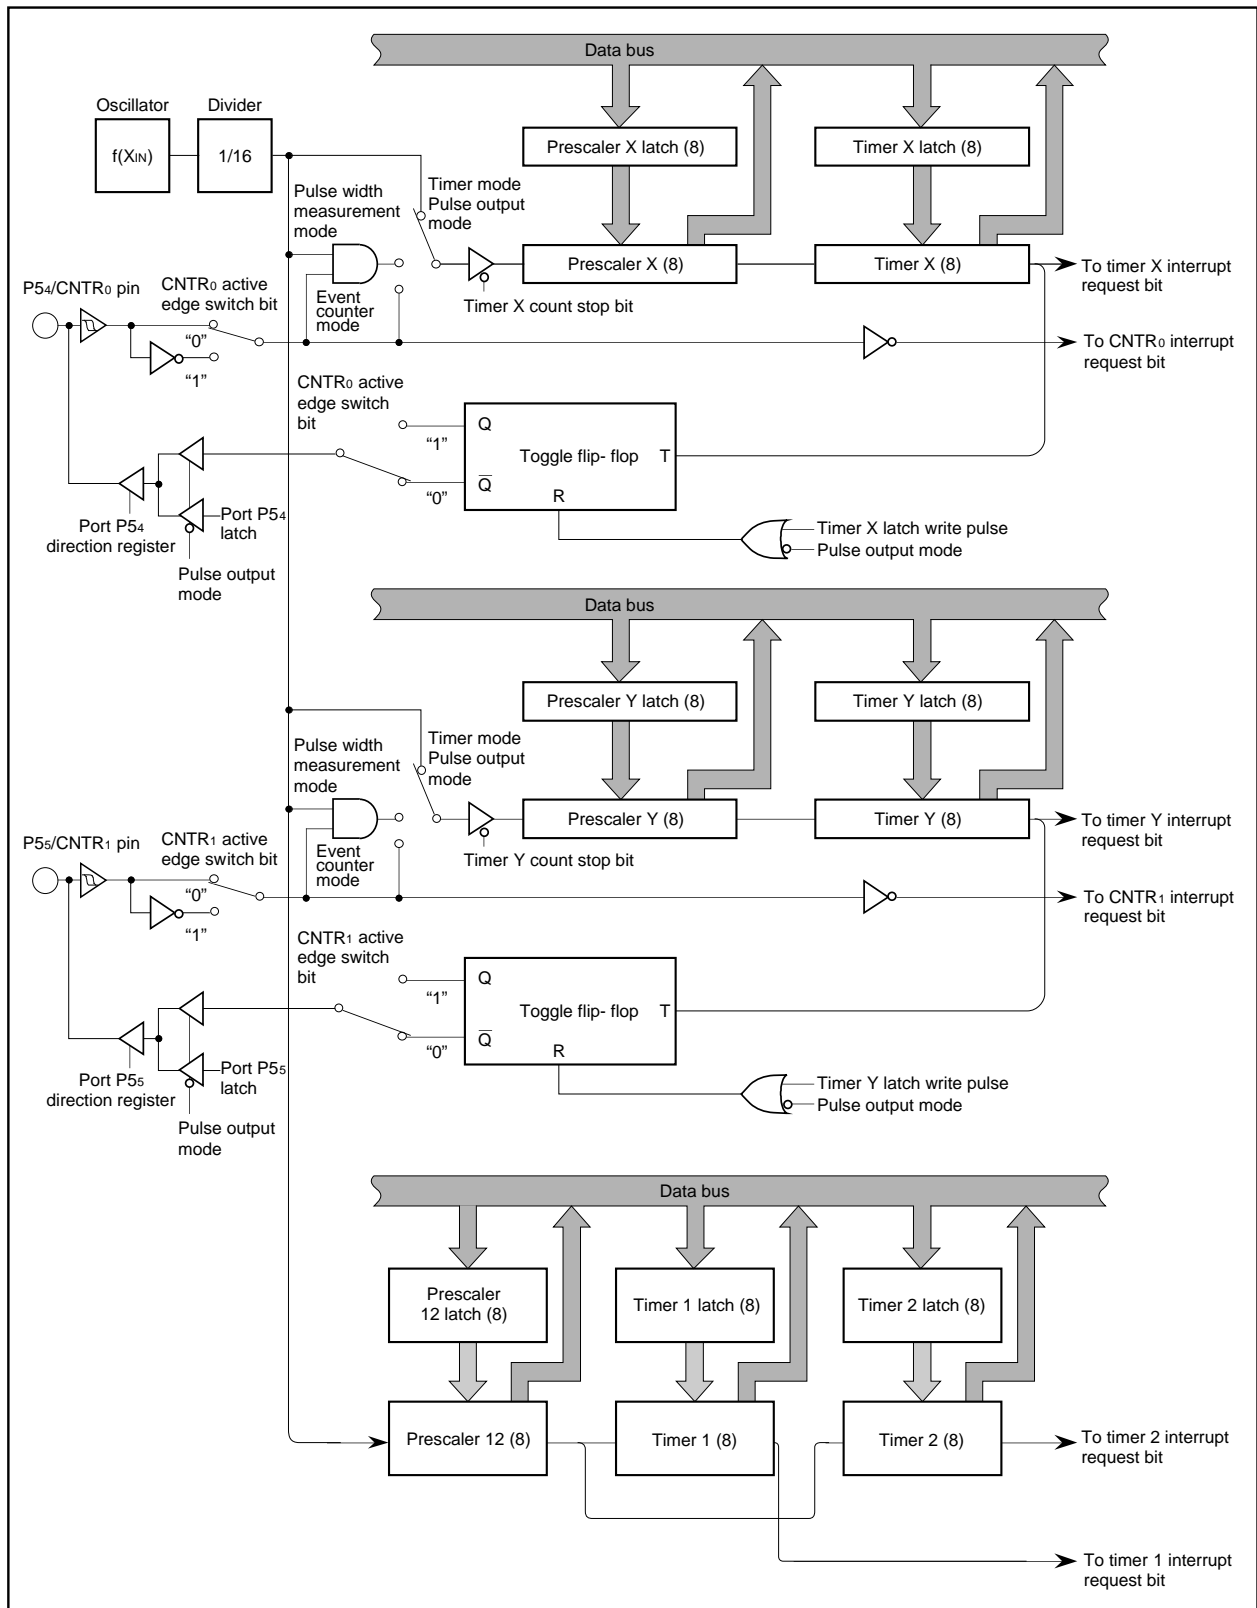 Data bus
Oscillator
Divider
f(XIN)
1/16
Prescaler X latch (8)
Timer X latch (8)
Pulse width
measurement
mode
Timer mode
Pulse output
mode
Prescaler X (8)
Timer X (8)
To timer X interrupt
request bit
P54/CNTR0 pin
CNTR0 active
edge switch bit
Event
counter
mode
Timer X count stop bit
"0"
"1"
To CNTR0 interrupt
request bit
CNTR0 active
edge switch
bit
"1"
Q
Toggle flip- flop
T
"0"
Q
R
Port P54
latch
Port P54
direction register
Timer X latch write pulse
Pulse output mode
Pulse output
mode
Data bus
Prescaler Y latch (8)
Timer Y latch (8)
Pulse width
measurement
mode
Timer mode
Pulse output
mode
Prescaler Y (8)
Timer Y (8)
To timer Y interrupt
request bit
P55/CNTR1 pin
CNTR1 active
edge switch bit
Event
counter
mode
Timer Y count stop bit
"0"
"1"
To CNTR1 interrupt
request bit
CNTR1 active
edge switch
bit
"1"
Q
Toggle flip- flop
T
"0"
Q
R
Port P55
latch
Port P55
direction register
Timer Y latch write pulse
Pulse output mode
Pulse output
mode
Data bus
Prescaler
12 latch (8)
Timer 1 latch (8)
Timer 2 latch (8)
Prescaler 12 (8)
Timer 1 (8)
Timer 2 (8)
To timer 2 interrupt
request bit
To timer 1 interrupt
request bit